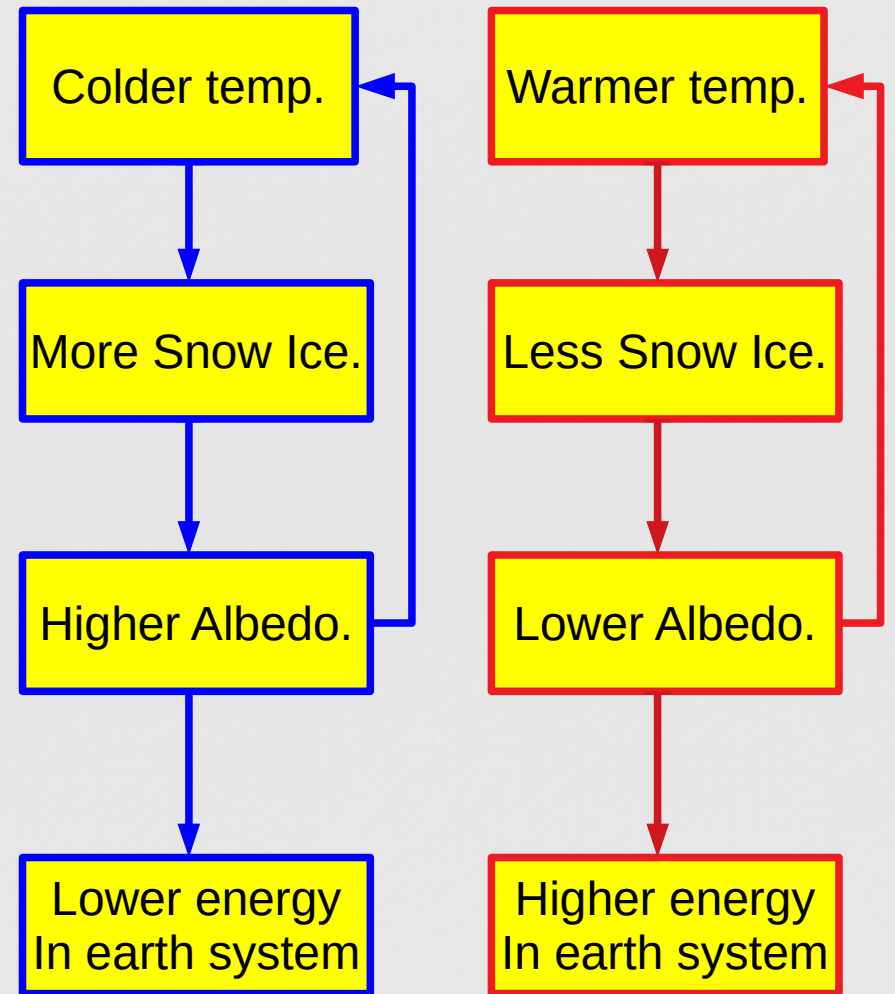 Colder temp.
More Snow Ice.
Higher Albedo.
Lower energy
In earth system
Warmer temp.
Less Snow Ice.
Lower Albedo.
Higher energy
In earth system